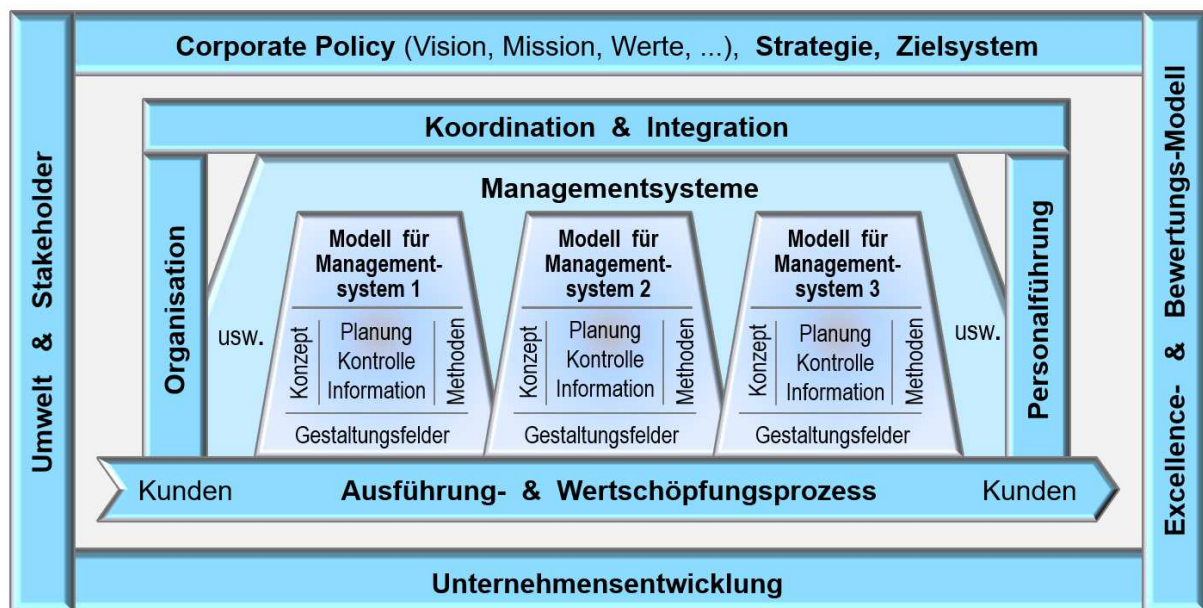 Corporate Policy (Vision, Mission, Werte, ...), Strategie, Zielsystem
Umwelt & Stakeholder
Koordination & Integration
Organisation
Managementsysteme
usw.
Modell für
Management-
system 1
Konzept
Planung
Kontrolle
Information
Methoden
Gestaltungsfelder
Modell für
Management-
system 2
Konzept
Planung
Kontrolle
Information
Methoden
Gestaltungsfelder
Modell für
Management-
system 3
Konzept
Planung
Kontrolle
Information
Methoden
Gestaltungsfelder
usw.
Personalführung
Kunden Ausführung- & Wertschöpfungsprozess Kunden
Excellence- & Bewertungs-Modell
Unternehmensentwicklung